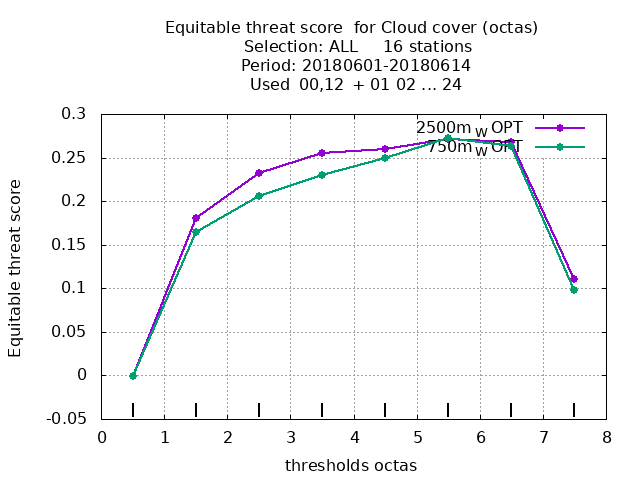 Equitable threat score  for Cloud cover (octas)
Selection: ALL     16 stations
Period: 20180601-20180614
Used  00,12  + 01 02 ... 24
2500m W OPT
750m W OPT
0.3
0.25
0.2
0.15
0.1
0.05
0
-0.05
0 1 2 3 4 5 6 7 8
Equitable threat score
thresholds octas